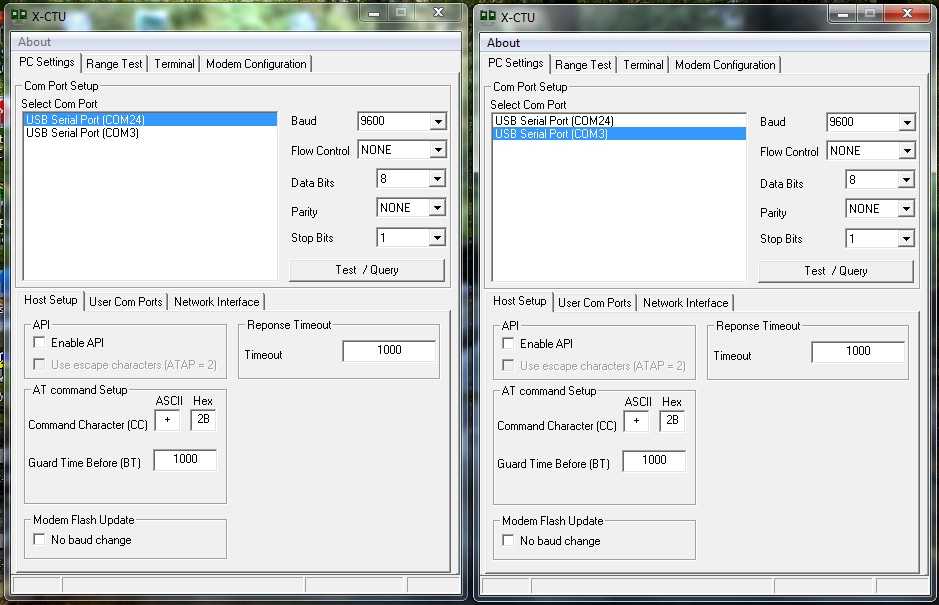 X-CTU
About
PC Settings Range Test Terminal Modem Configuration
Com Port Setup
Select Com Port
USB Serial Port (COM24)
USB Serial Port (COM3)
Baud 9600
Flow Control NONE
Data Bits 8
Parity NONE
Stop Bits 1
Test / Query
Host Setup User Com Ports Network Interface
API
Enable API
Use escape characters (ATAP = 2)
Reponse Timeout
Timeout 1000
AT command Setup
ASCII Hex
Command Character (CC) + 2B
Guard Time Before (BT) 1000
Modem Flash Update
No baud change
X-CTU
About
PC Settings Range Test Terminal Modem Configuration
Com Port Setup
Select Com Port
USB Serial Port (COM24)
USB Serial Port (COM3)
Baud 9600
Flow Control NONE
Data Bits 8
Parity NONE
Stop Bits 1
Test / Query
Host Setup User Com Ports Network Interface
API
Enable API
Use escape characters (ATAP = 2)
Reponse Timeout
Timeout 1000
AT command Setup
ASCII Hex
Command Character (CC) + 2B
Guard Time Before (BT) 1000
Modem Flash Update
No baud change